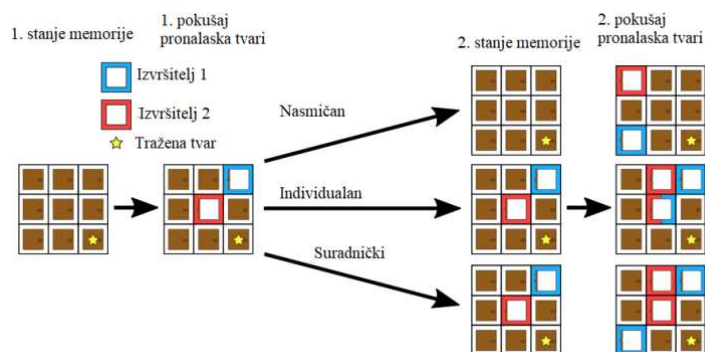 1. stanje memorije
1. pokušaj
pronalaska tvari
2. stanje memorije
2. pokušaj
pronalaska tvari
Izvršitelj 1
Izvršitelj 2
Tražena tvar
Nasmičan
Individualan
Suradnički